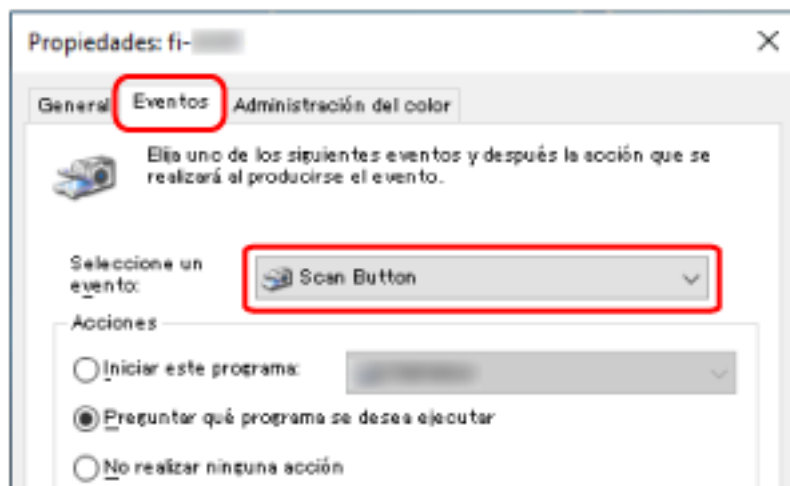 Propiedades: fi-
General Eventos Administración del color
Elija uno de los siguientes eventos y después la acción que se
realizará al producirse el evento.
Seleccione un
evento:
Scan Button
Acciones
Iniciar este programa:
Preguntar qué programa se desea ejecutar
No realizar ninguna acción